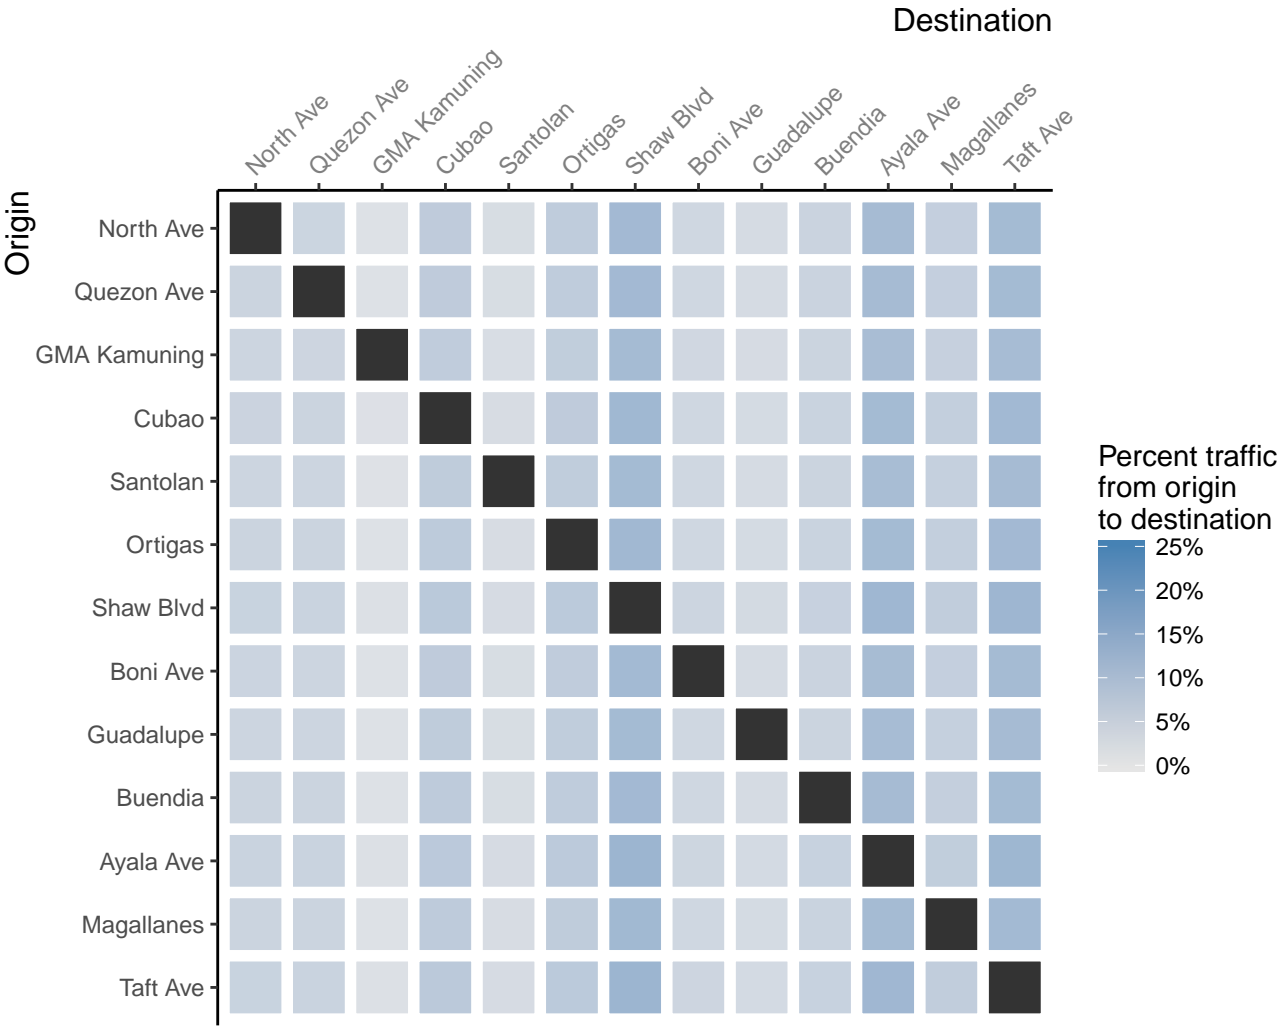 Destination
North Ave
Quezon Ave
GMA Kamuning
Cubao
Santolan
Ortigas
Shaw Blvd
Boni Ave
Guadalupe
Buendia
Ayala Ave
Magallanes
Taft Ave
Origin
North Ave
Quezon Ave
GMA Kamuning
Cubao
Santolan
Ortigas
Shaw Blvd
Boni Ave
Guadalupe
Buendia
Ayala Ave
Magallanes
Taft Ave
Percent traffic
from origin
to destination
25%
20%
15%
10%
5%
0%